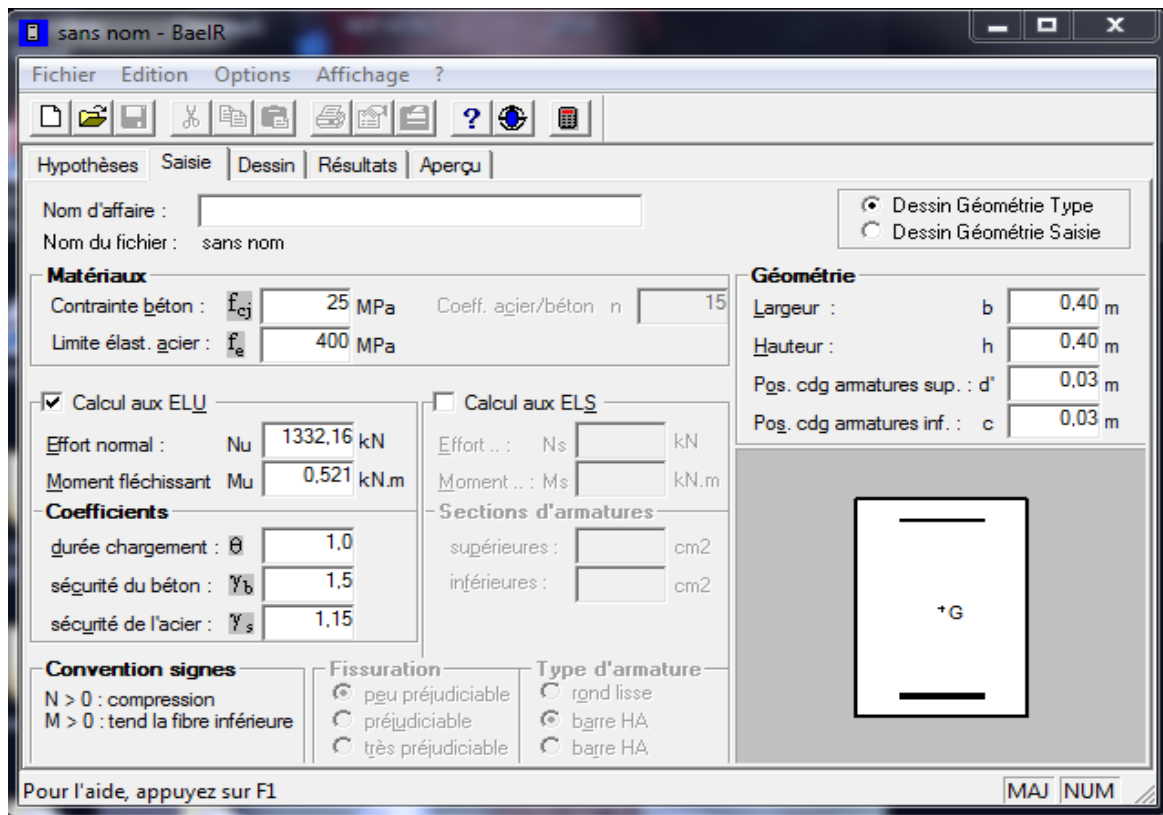 sans nom - BaelR
Fichier Edition Options Affichage ?
Hypothèses Saisie Dessin Résultats Aperçu
Nom d'affaire :
Nom du fichier : sans nom
Dessin Géométrie Type
Dessin Géométrie Saisie
Matériaux
Contrainte béton : fcj 25 MPa Coeff. acier/béton n 15
Limite élast. acier : fe 400 MPa
Géométrie
Largeur : b 0,40 m
Hauteur : h 0,40 m
Pos. cdg armatures sup. : d' 0,03 m
Pos. cdg armatures inf. : c 0,03 m
Calcul aux ELU
Effort normal : Nu 1332,16 kN
Moment fléchissant Mu 0,521 kN.m
Coefficients
durée chargement : θ 1,0
sécurité du béton : γb 1,5
sécurité de l'acier : γs 1,15
Calcul aux ELS
Effort .. : Ns kN
Moment .. : Ms kN.m
Sections d'armatures
supérieures : cm2
inférieures : cm2
+G
Convention signes
N > 0 : compression
M > 0 : tend la fibre inférieure
Fissuration
peu préjudiciable
préjudiciable
très préjudiciable
Type d'armature
rond lisse
barre HA
barre HA
Pour l'aide, appuyez sur F1
MAJ NUM